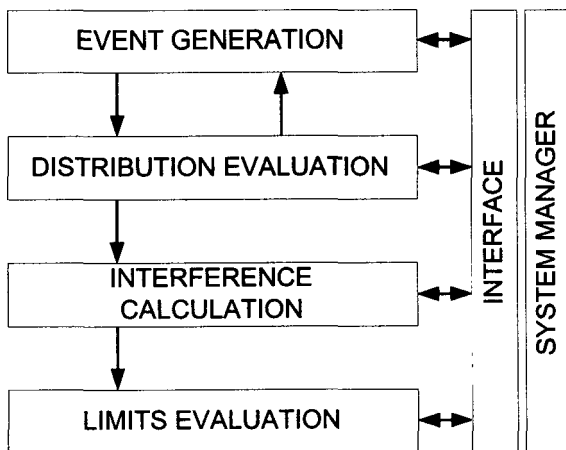 EVENT GENERATION
DISTRIBUTION EVALUATION
INTERFERENCE
CALCULATION
LIMITS EVALUATION
INTERFACE
SYSTEM MANAGER